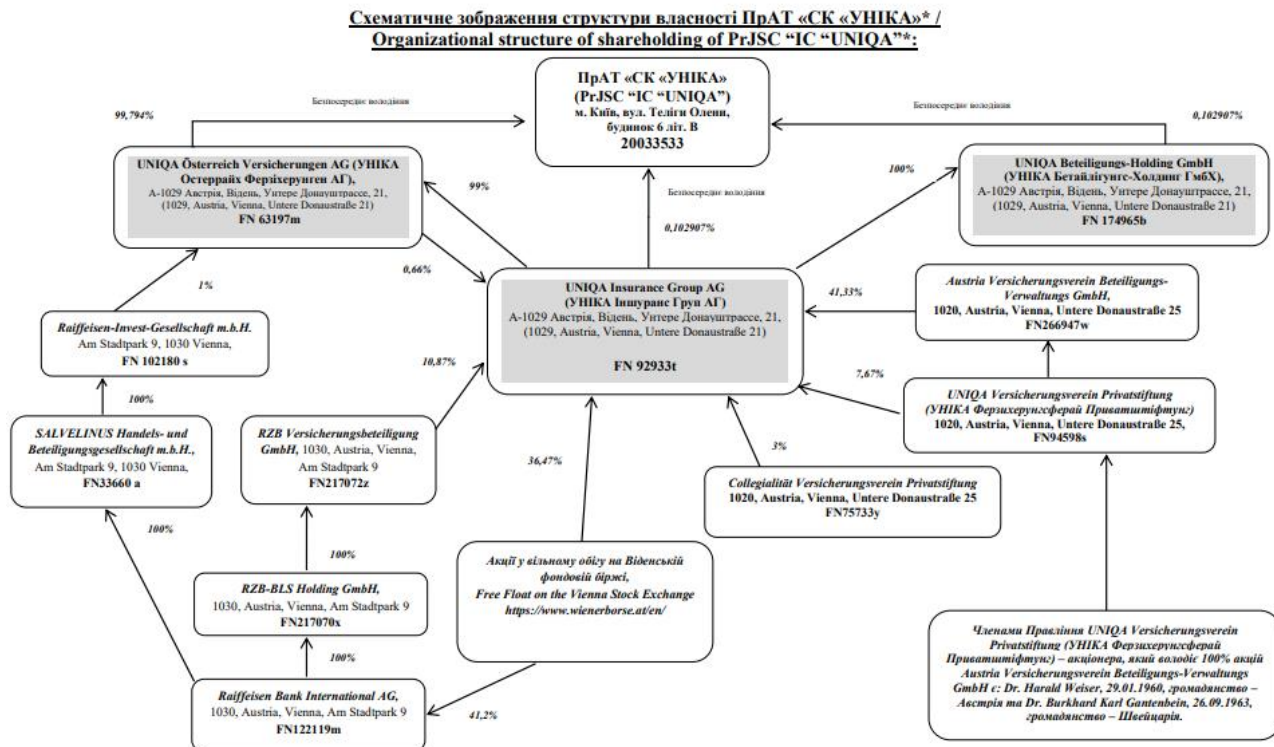 Схематичне зображення структури власності ПрАТ «СК «УНІКА»* /
Organizational structure of shareholding of PrJSC “IC “UNIQA”*:
ПрАТ «СК «УНІКА»
(PrJSC “IC “UNIQA”)
м. Київ, вул. Теліги Олени,
будинок 6 літ. В
20033533
Безпосереднє володіння
99,794%
Безпосереднє володіння
0,102907%
UNIQA Österreich Versicherungen AG (УНІКА
Остеррайх Ферзіхерунген АГ),
А-1029 Австрія, Відень, Унтере Донауштрассе, 21,
(1029, Austria, Vienna, Untere Donaustraße 21)
FN 63197m
99%
Безпосереднє володіння
0,102907%
100%
UNIQA Beteiligungs-Holding GmbH
(УНІКА Бетайлігунгс-Холдинг ГмбХ),
А-1029 Австрія, Відень, Унтере Донауштрассе, 21,
(1029, Austria, Vienna, Untere Donaustraße 21)
FN 174965b
0,66%
1%
UNIQA Insurance Group AG
(УНІКА Іншуранс Груп АГ)
А-1029 Австрія, Відень, Унтере Донауштрассе, 21,
(1029, Austria, Vienna, Untere Donaustraße 21)
FN 92933t
41,33%
Austria Versicherungsverein Beteiligungs-
Verwaltungs GmbH,
1020, Austria, Vienna, Untere Donaustraße 25
FN266947w
Raiffeisen-Invest-Gesellschaft m.b.H.
Am Stadtpark 9, 1030 Vienna,
FN 102180 s
10,87%
7,67%
UNIQA Versicherungsverein Privatstiftung
(УНІКА Ферзихерунгсферай Приватштіфтунг)
1020, Austria, Vienna, Untere Donaustraße 25,
FN94598s
100%
SALVELINUS Handels- und
Beteiligungsgesellschaft m.b.H.,
Am Stadtpark 9, 1030 Vienna,
FN33660 a
RZB Versicherungsbeteiligung
GmbH, 1030, Austria, Vienna,
Am Stadtpark 9
FN217072z
36,47%
3%
Collegialität Versicherungsverein Privatstiftung
1020, Austria, Vienna, Untere Donaustraße 25
FN75733y
100%
100%
RZB-BLS Holding GmbH,
1030, Austria, Vienna, Am Stadtpark 9
FN217070x
Акції у вільному обігу на Віденській
фондовій біржі,
Free Float on the Vienna Stock Exchange
https://www.wienerborse.at/en/
100%
Raiffeisen Bank International AG,
1030, Austria, Vienna, Am Stadtpark 9
FN122119m
41,2%
Членами Правління UNIQA Versicherungsverein
Privatstiftung (УНІКА Ферзихерунгсферай
Приватштіфтунг) – акціонера, який володіє 100% акцій
Austria Versicherungsverein Beteiligungs-Verwaltungs
GmbH є: Dr. Harald Weiser, 29.01.1960, громадянство –
Австрія та Dr. Burkhard Karl Gantenbein, 26.09.1963,
громадянство – Швейцарія.